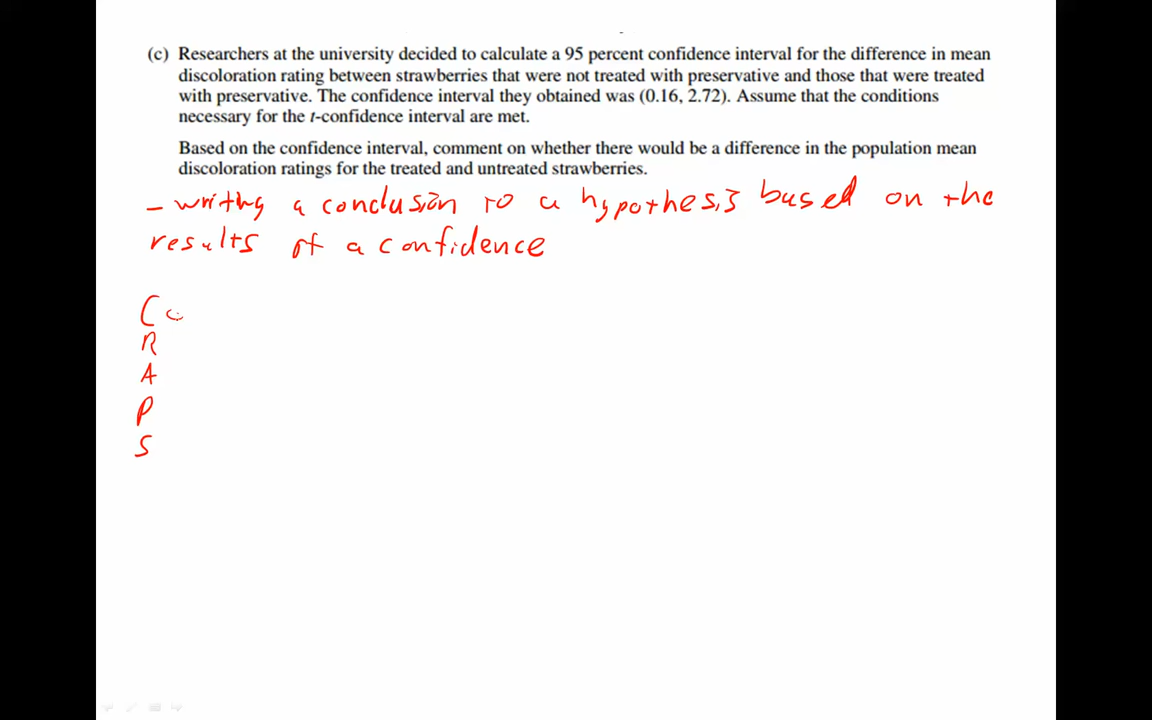 (c) Researchers at the university decided to calculate a 95 percent confidence interval for the difference in mean
discoloration rating between strawberries that were not treated with preservative and those that were treated
with preservative. The confidence interval they obtained was (0.16, 2.72). Assume that the conditions
necessary for the t-confidence interval are met.
Based on the confidence interval, comment on whether there would be a difference in the population mean
discoloration ratings for the treated and untreated strawberries.
- writing a conclusion to a hypothesis based on the
results of a confidence
C
R
A
P
S